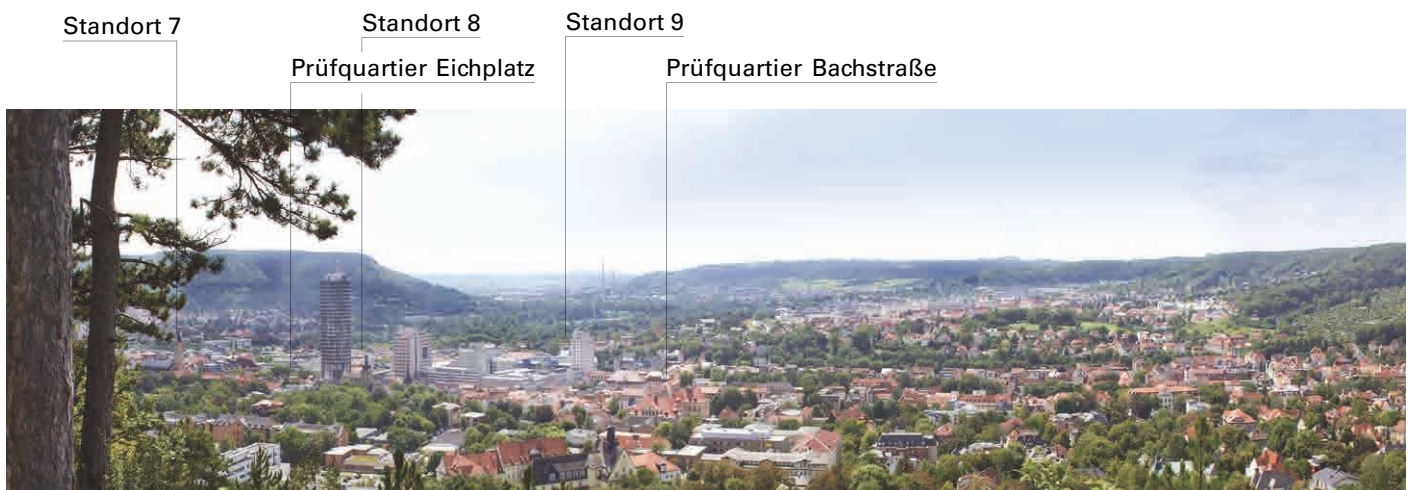 Standort 7
Standort 8
Standort 9
Prüfquartier Eichplatz
Prüfquartier Bachstraße